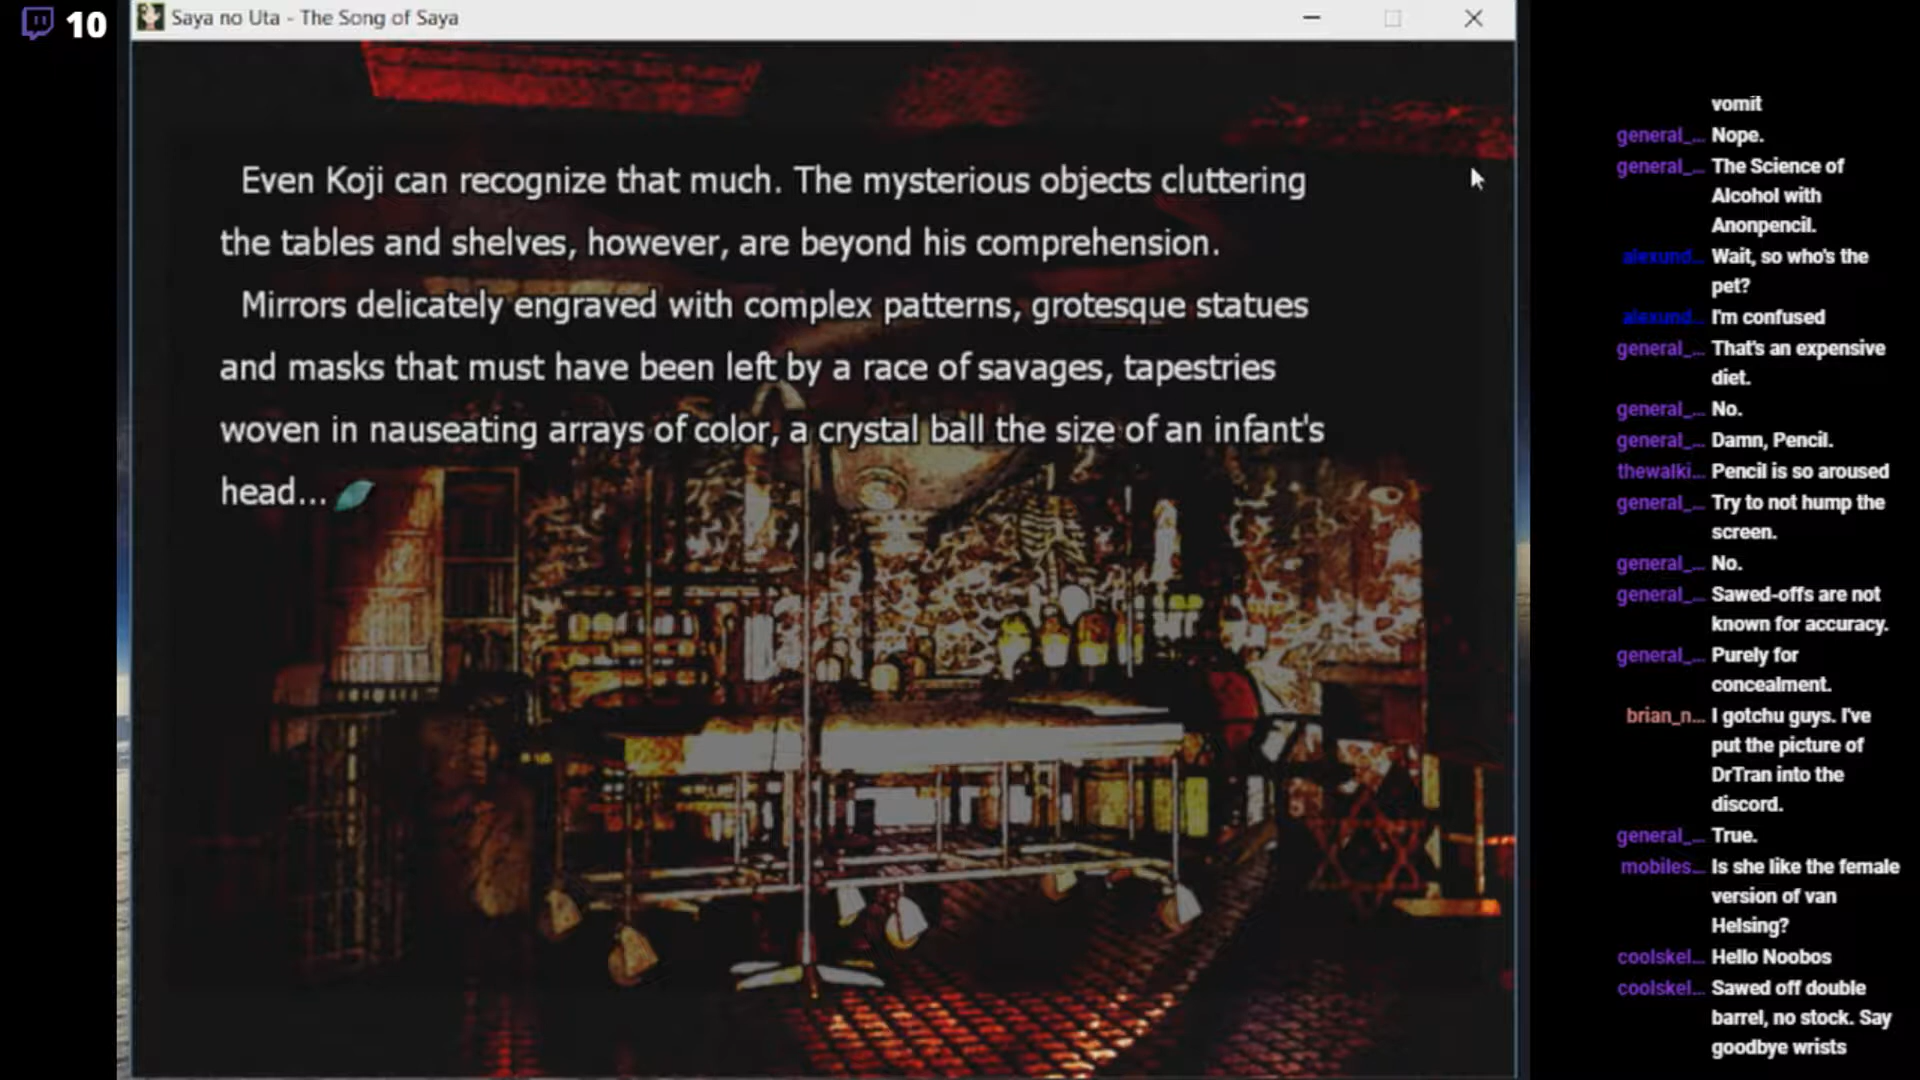 10
Saya no Uta - The Song of Saya
Even Koji can recognize that much. The mysterious objects cluttering
the tables and shelves, however, are beyond his comprehension.
Mirrors delicately engraved with complex patterns, grotesque statues
and masks that must have been left by a race of savages, tapestries
woven in nauseating arrays of color, a crystal ball the size of an infant's
head...
vomit
general_... Nope.
general_... The Science of
Alcohol with
Anonpencil.
alexund... Wait, so who's the
pet?
alexund... I'm confused
general_... That's an expensive
diet.
general_... No.
general_... Damn, Pencil.
thewalki... Pencil is so aroused
general_... Try to not hump the
screen.
general_... No.
general_... Sawed-offs are not
known for accuracy.
general_... Purely for
concealment.
brian_n... I gotchu guys. I've
put the picture of
DrTran into the
discord.
general_... True.
mobiles... Is she like the female
version of van
Helsing?
coolskel... Hello Noobos
coolskel... Sawed off double
barrel, no stock. Say
goodbye wrists